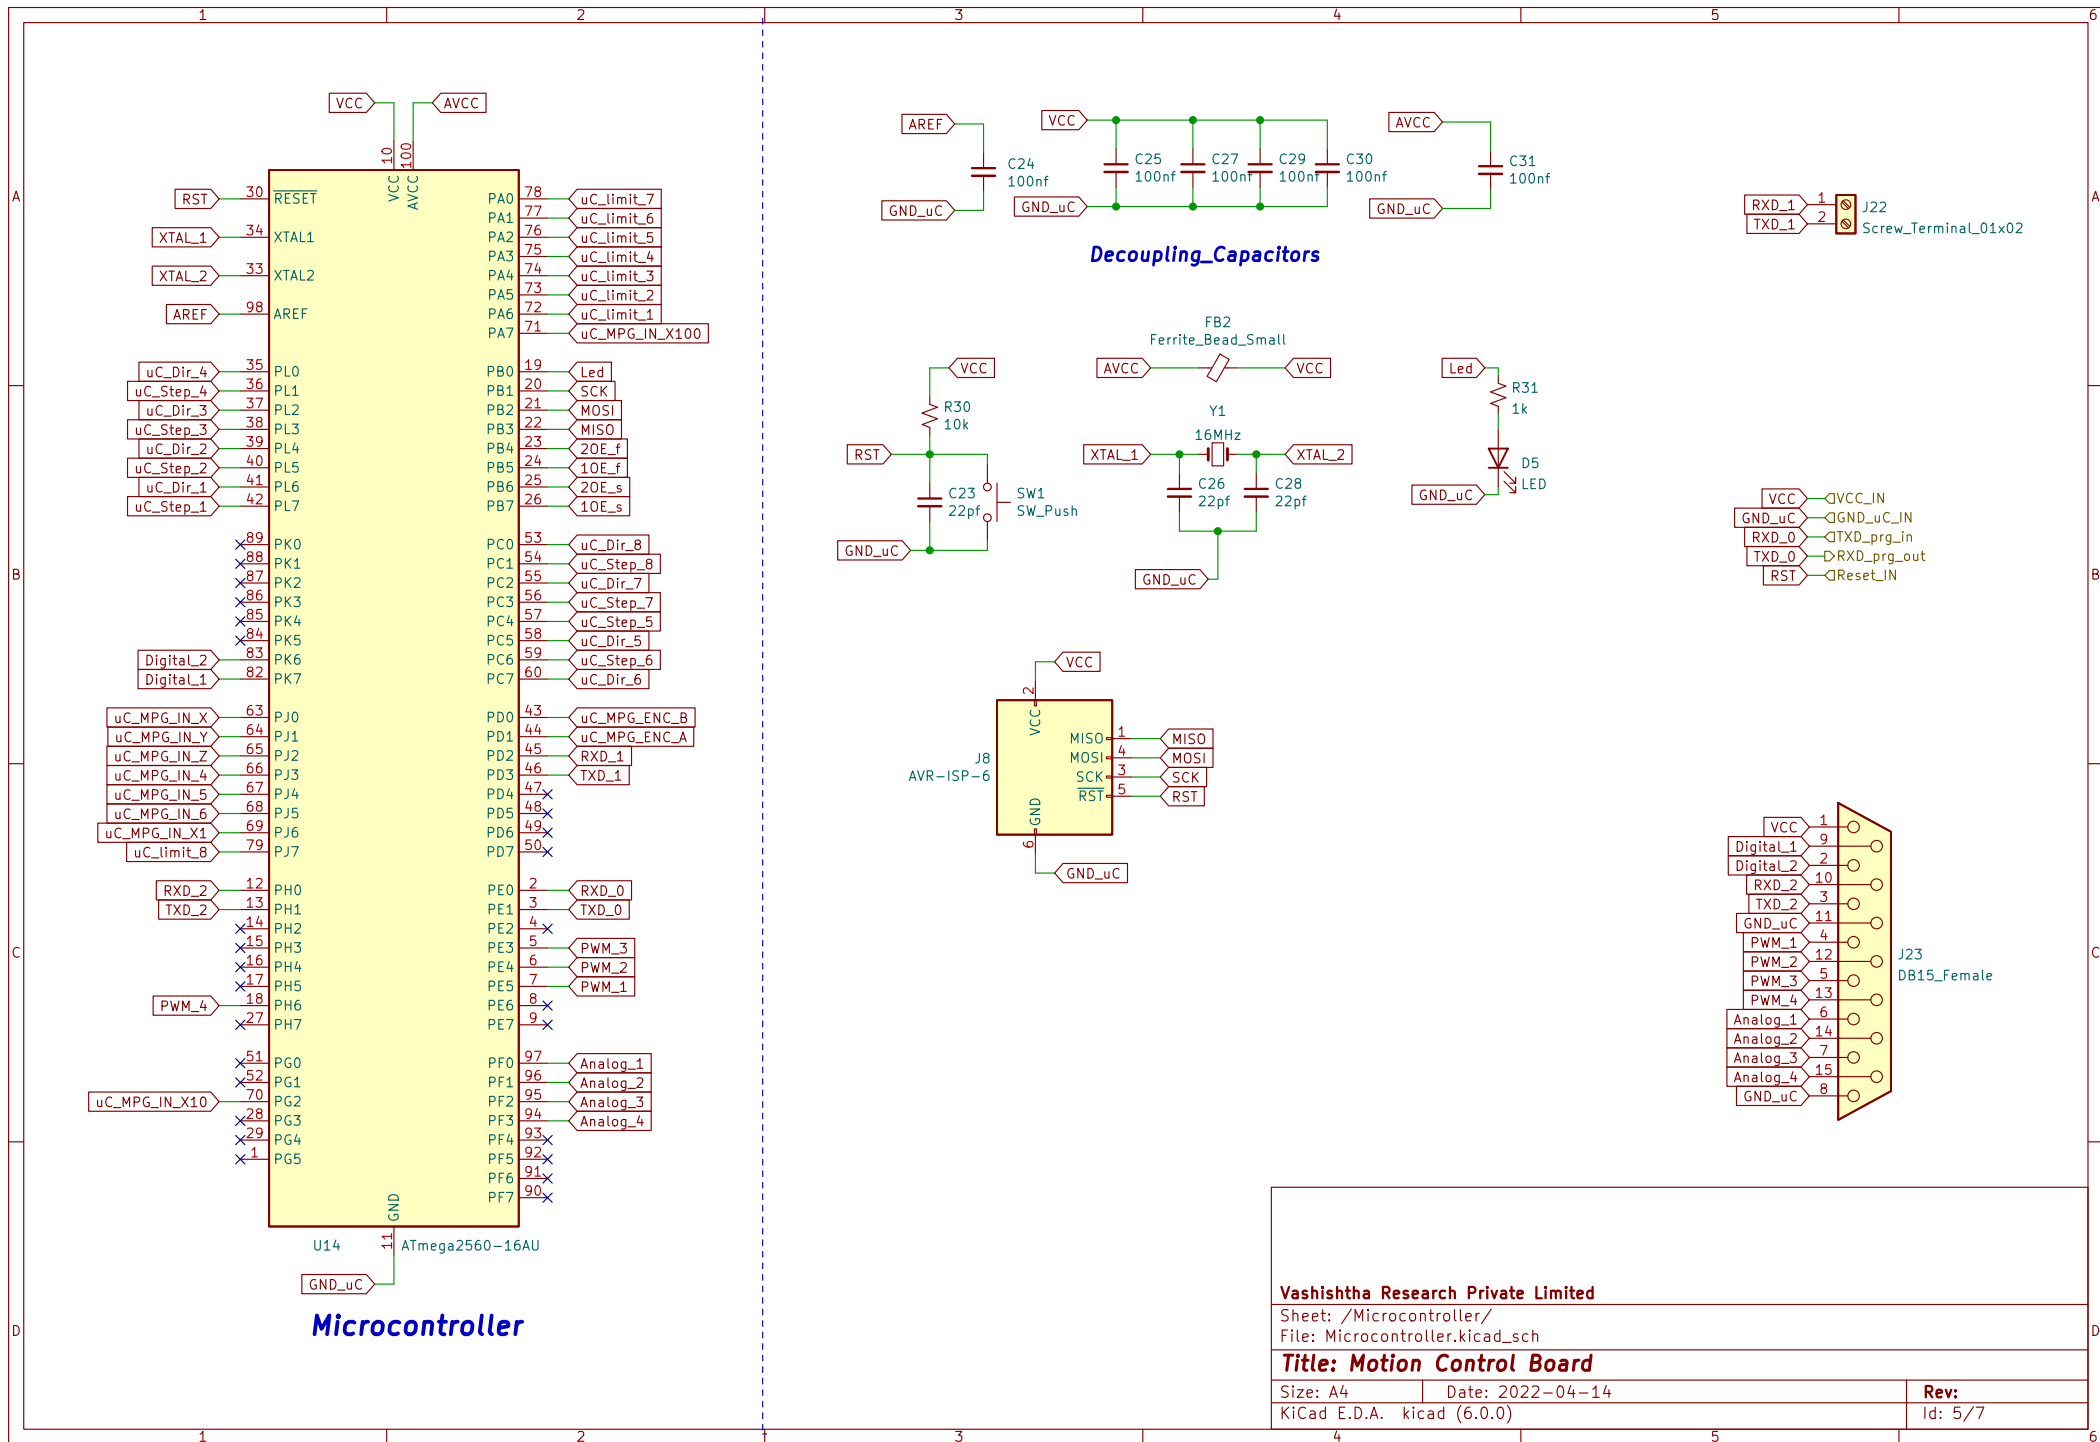 1 2 3 4 5 6
A
B
C
D
VCC
AVCC
10
100
VCC
AVCC
RST 30 RESET
XTAL_1 34 XTAL1
XTAL_2 33 XTAL2
AREF 98 AREF
uC_Dir_4 35 PL0
uC_Step_4 36 PL1
uC_Dir_3 37 PL2
uC_Step_3 38 PL3
uC_Dir_2 39 PL4
uC_Step_2 40 PL5
uC_Dir_1 41 PL6
uC_Step_1 42 PL7
89 PK0
88 PK1
87 PK2
86 PK3
85 PK4
84 PK5
Digital_2 83 PK6
Digital_1 82 PK7
uC_MPG_IN_X 63 PJ0
uC_MPG_IN_Y 64 PJ1
uC_MPG_IN_Z 65 PJ2
uC_MPG_IN_4 66 PJ3
uC_MPG_IN_5 67 PJ4
uC_MPG_IN_6 68 PJ5
uC_MPG_IN_X1 69 PJ6
uC_limit_8 79 PJ7
RXD_2 12 PH0
TXD_2 13 PH1
14 PH2
15 PH3
16 PH4
17 PH5
PWM_4 18 PH6
27 PH7
51 PG0
52 PG1
uC_MPG_IN_X10 70 PG2
28 PG3
29 PG4
1 PG5
PA0 78 uC_limit_7
PA1 77 uC_limit_6
PA2 76 uC_limit_5
PA3 75 uC_limit_4
PA4 74 uC_limit_3
PA5 73 uC_limit_2
PA6 72 uC_limit_1
PA7 71 uC_MPG_IN_X100
PB0 19 Led
PB1 20 SCK
PB2 21 MOSI
PB3 22 MISO
PB4 23 2OE_f
PB5 24 1OE_f
PB6 25 2OE_s
PB7 26 1OE_s
PC0 53 uC_Dir_8
PC1 54 uC_Step_8
PC2 55 uC_Dir_7
PC3 56 uC_Step_7
PC4 57 uC_Step_5
PC5 58 uC_Dir_5
PC6 59 uC_Step_6
PC7 60 uC_Dir_6
PD0 43 uC_MPG_ENC_B
PD1 44 uC_MPG_ENC_A
PD2 45 RXD_1
PD3 46 TXD_1
PD4 47
PD5 48
PD6 49
PD7 50
PE0 2 RXD_0
PE1 3 TXD_0
PE2 4
PE3 5 PWM_3
PE4 6 PWM_2
PE5 7 PWM_1
PE6 8
PE7 9
PF0 97 Analog_1
PF1 96 Analog_2
PF2 95 Analog_3
PF3 94 Analog_4
PF4 93
PF5 92
PF6 91
PF7 90
GND
11
U14 ATmega2560-16AU
GND_uC
Microcontroller
AREF
C24
100nf
GND_uC
VCC
C25
100nf
C27
100nf
C29
100nf
C30
100nf
GND_uC
AVCC
C31
100nf
GND_uC
Decoupling_Capacitors
VCC
R30
10k
RST
C23
22pf
SW1
SW_Push
GND_uC
FB2
Ferrite_Bead_Small
AVCC VCC
Y1
16MHz
XTAL_1 XTAL_2
C26
22pf
C28
22pf
GND_uC
Led
R31
1k
D5
LED
GND_uC
VCC
2
VCC
J8
AVR-ISP-6
MISO 1 MISO
MOSI 4 MOSI
SCK 3 SCK
RST 5 RST
GND
6
GND_uC
RXD_1 1
TXD_1 2
J22
Screw_Terminal_01x02
VCC VCC_IN
GND_uC GND_uC_IN
RXD_0 TXD_prg_in
TXD_0 RXD_prg_out
RST Reset_IN
VCC 1
Digital_1 9
Digital_2 2
RXD_2 10
TXD_2 3
GND_uC 11
PWM_1 4
PWM_2 12
PWM_3 5
PWM_4 13
Analog_1 6
Analog_2 14
Analog_3 7
Analog_4 15
GND_uC 8
J23
DB15_Female
Vashishtha Research Private Limited
Sheet: /Microcontroller/
File: Microcontroller.kicad_sch
Title: Motion Control Board
Size: A4 Date: 2022-04-14 Rev:
KiCad E.D.A. kicad (6.0.0) Id: 5/7
A
B
C
D
1 2 3 4 5 6